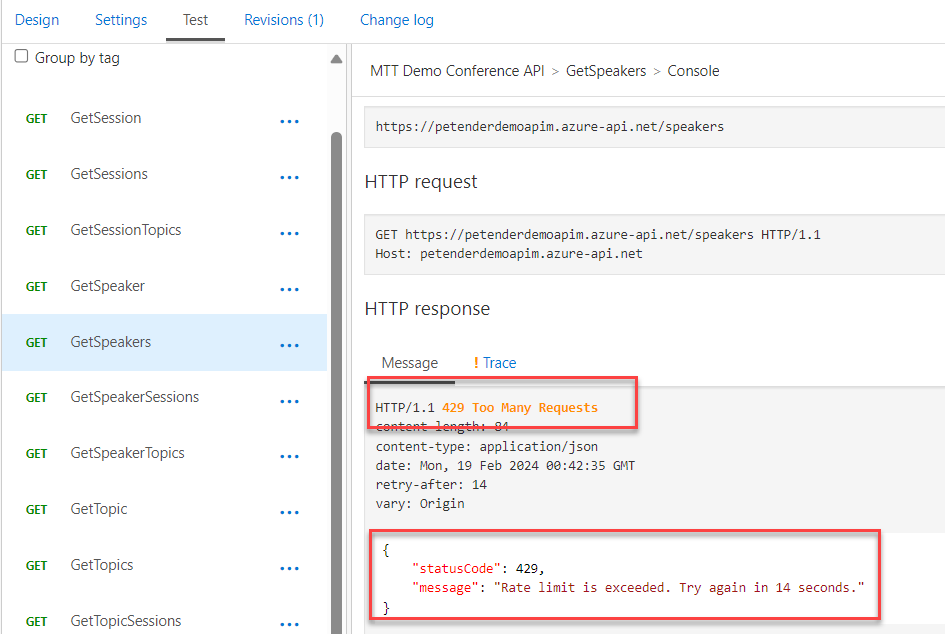 Design Settings Test Revisions (1) Change log
Group by tag
GET GetSession ...
GET GetSessions ...
GET GetSessionTopics ...
GET GetSpeaker ...
GET GetSpeakers ...
GET GetSpeakerSessions ...
GET GetSpeakerTopics ...
GET GetTopic ...
GET GetTopics ...
GET GetTopicSessions ...
MTT Demo Conference API > GetSpeakers > Console
https://petenderdemoapim.azure-api.net/speakers
HTTP request
GET https://petenderdemoapim.azure-api.net/speakers HTTP/1.1
Host: petenderdemoapim.azure-api.net
HTTP response
Message ! Trace
HTTP/1.1 429 Too Many Requests
content-length: 84
content-type: application/json
date: Mon, 19 Feb 2024 00:42:35 GMT
retry-after: 14
vary: Origin
{
"statusCode": 429,
"message": "Rate limit is exceeded. Try again in 14 seconds."
}